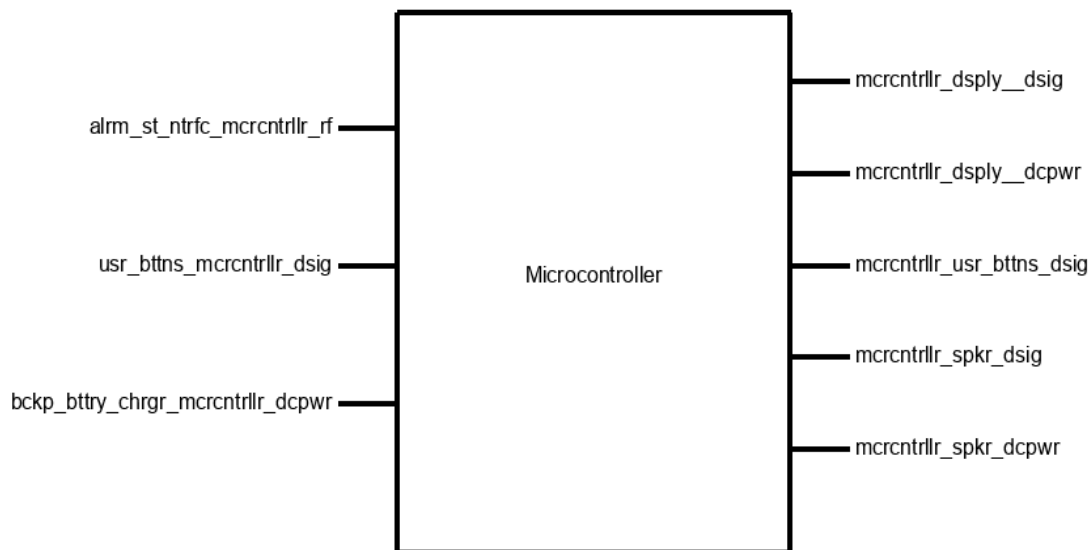 alrm_st_ntrfc_mcrcntrllr_rf
usr_bttns_mcrcntrllr_dsig
bckp_bttry_chrgr_mcrcntrllr_dcpwr
Microcontroller
mcrcntrllr_dsply__dsig
mcrcntrllr_dsply__dcpwr
mcrcntrllr_usr_bttns_dsig
mcrcntrllr_spkr_dsig
mcrcntrllr_spkr_dcpwr